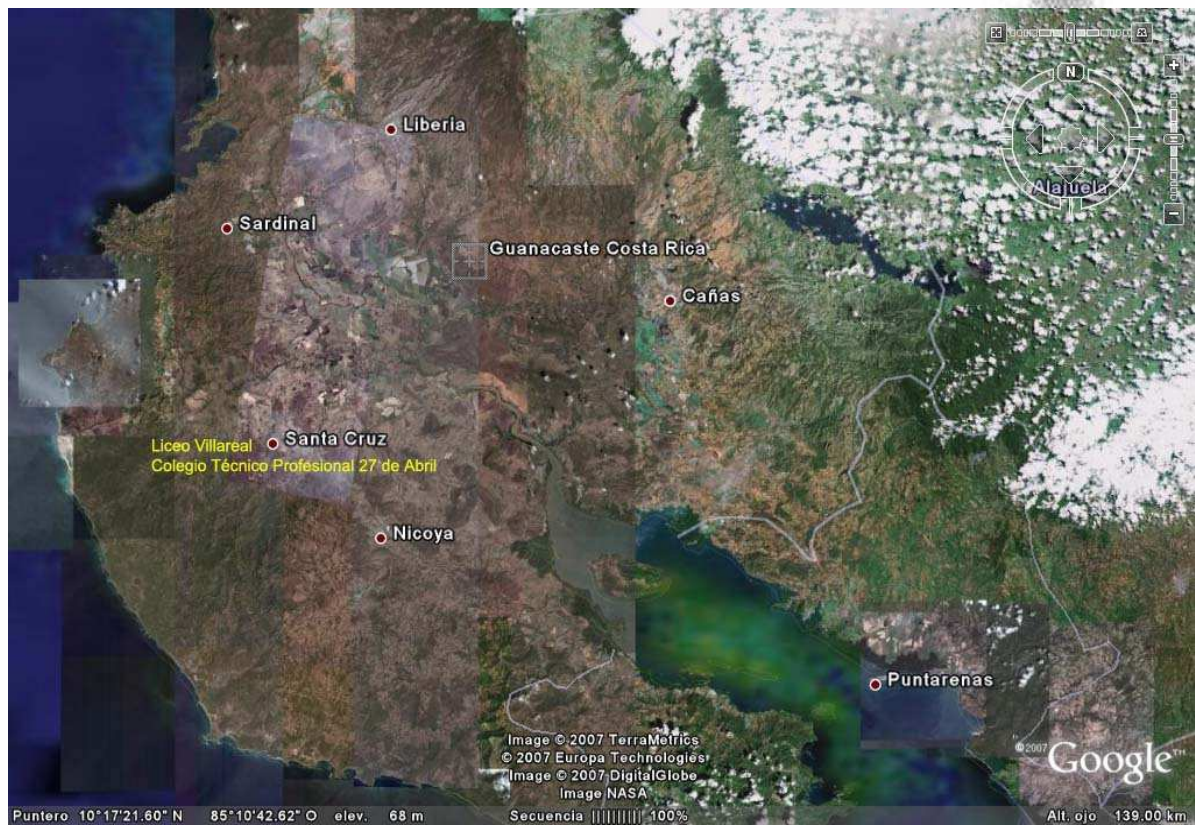 N
Liberia
Alajuela
Sardinal
Guanacaste Costa Rica
Cañas
Santa Cruz
Liceo Villareal
Colegio Técnico Profesional 27 de Abril
Nicoya
Puntarenas
Image © 2007 TerraMetrics
© 2007 Europa Technologies
Image © 2007 DigitalGlobe
Image NASA
©2007 Google™
Puntero 10°17'21.60" N 85°10'42.62" O elev. 68 m Secuencia |||||||||| 100% Alt. ojo 139.00 km